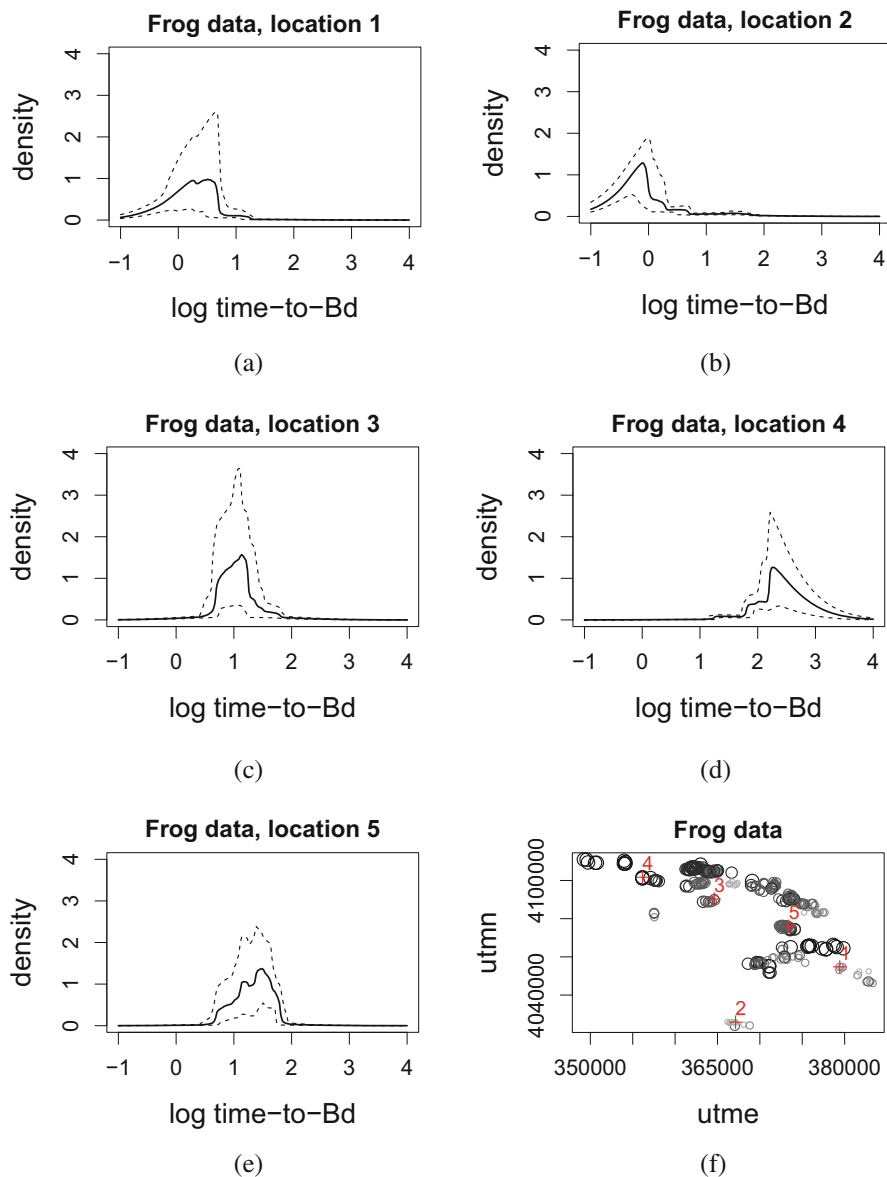 Frog data, location 1
4
3
2
1
0
density
−1 0 1 2 3 4
log time−to−Bd
(a)
Frog data, location 2
4
3
2
1
0
density
−1 0 1 2 3 4
log time−to−Bd
(b)
Frog data, location 3
4
3
2
1
0
density
−1 0 1 2 3 4
log time−to−Bd
(c)
Frog data, location 4
4
3
2
1
0
density
−1 0 1 2 3 4
log time−to−Bd
(d)
Frog data, location 5
4
3
2
1
0
density
−1 0 1 2 3 4
log time−to−Bd
(e)
Frog data
4100000
4040000
utmn
4
3
5
1
2
350000 365000 380000
utme
(f)